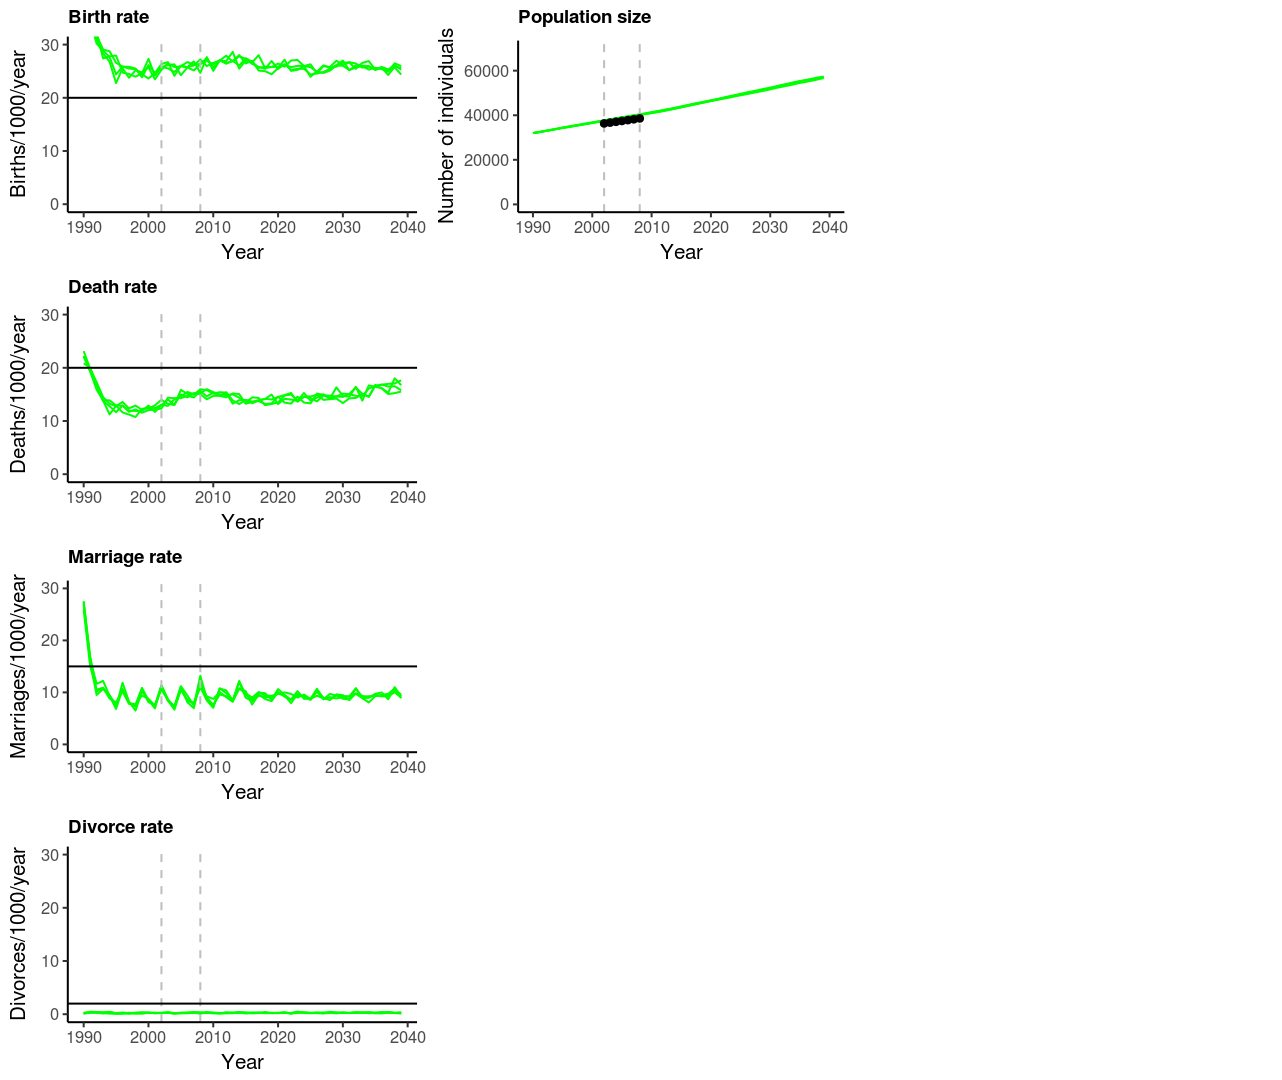 Birth rate
Births/1000/year
30
20
10
0
1990 2000 2010 2020 2030 2040
Year
Population size
Number of individuals
60000
40000
20000
0
1990 2000 2010 2020 2030 2040
Year
Death rate
Deaths/1000/year
30
20
10
0
1990 2000 2010 2020 2030 2040
Year
Marriage rate
Marriages/1000/year
30
20
10
0
1990 2000 2010 2020 2030 2040
Year
Divorce rate
Divorces/1000/year
30
20
10
0
1990 2000 2010 2020 2030 2040
Year